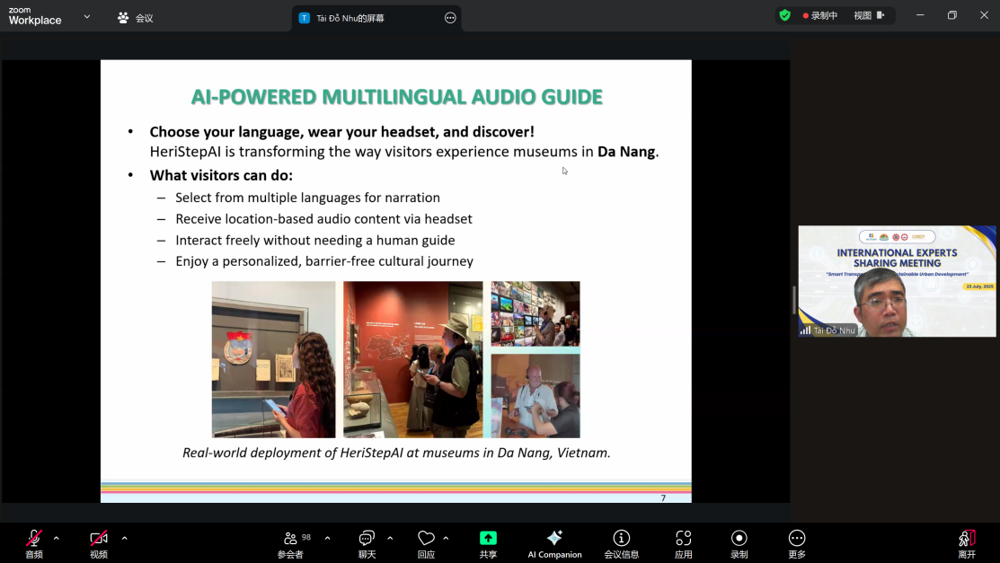 zoom
Workplace
会议
T Tài Đỗ Như的屏幕
录制中
视图
AI-POWERED MULTILINGUAL AUDIO GUIDE
• Choose your language, wear your headset, and discover!
HeriStepAI is transforming the way visitors experience museums in Da Nang.
• What visitors can do:
– Select from multiple languages for narration
– Receive location-based audio content via headset
– Interact freely without needing a human guide
– Enjoy a personalized, barrier-free cultural journey
Real-world deployment of HeriStepAI at museums in Da Nang, Vietnam.
7
INTERNATIONAL EXPERTS
SHARING MEETING
23 July, 2025
Tài Đỗ Như
音频
视频
98
参会者
聊天
回应
共享
AI Companion
会议信息
应用
录制
更多
离开